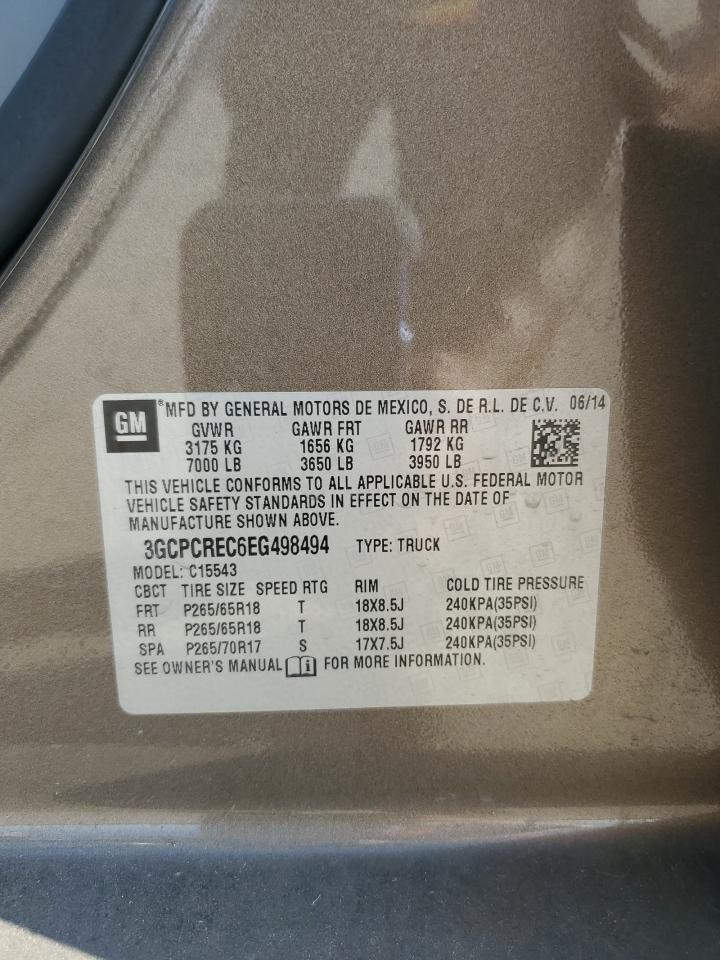 GM ® MFD BY GENERAL MOTORS DE MEXICO, S. DE R.L. DE C.V. 06/14
GVWR GAWR FRT GAWR RR
3175 KG 1656 KG 1792 KG
7000 LB 3650 LB 3950 LB
THIS VEHICLE CONFORMS TO ALL APPLICABLE U.S. FEDERAL MOTOR
VEHICLE SAFETY STANDARDS IN EFFECT ON THE DATE OF
MANUFACTURE SHOWN ABOVE.
3GCPCREC6EG498494 TYPE: TRUCK
MODEL: C15543
CBCT TIRE SIZE SPEED RTG RIM COLD TIRE PRESSURE
FRT P265/65R18 T 18X8.5J 240KPA(35PSI)
RR P265/65R18 T 18X8.5J 240KPA(35PSI)
SPA P265/70R17 S 17X7.5J 240KPA(35PSI)
SEE OWNER'S MANUAL FOR MORE INFORMATION.